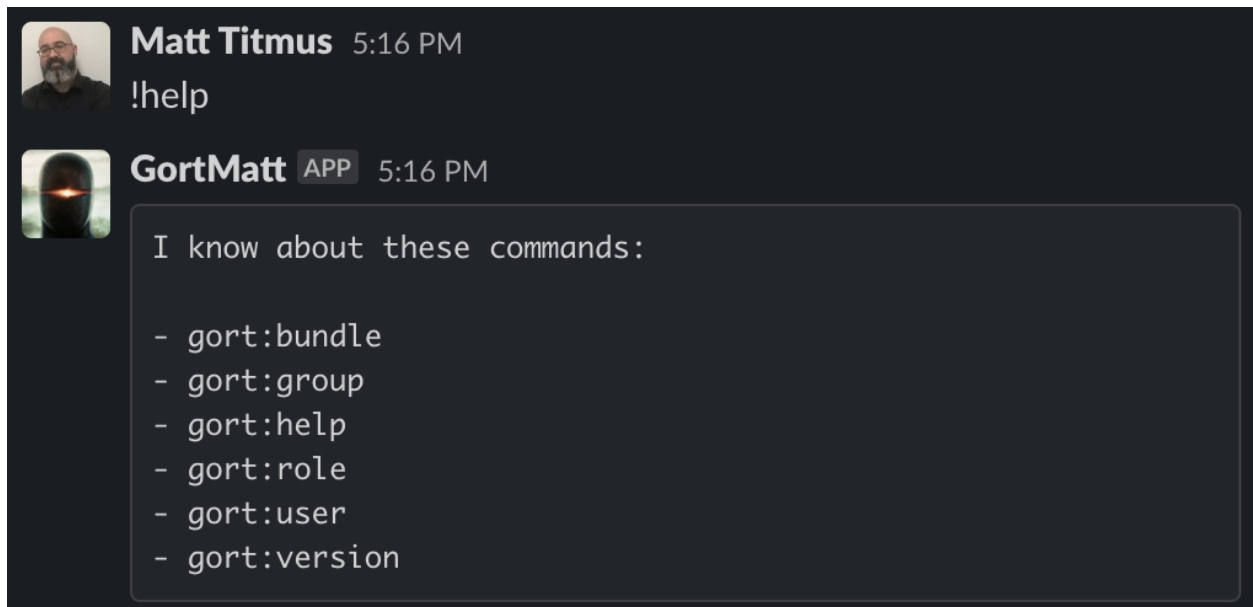 Matt Titmus 5:16 PM
!help
GortMatt APP 5:16 PM
I know about these commands:
- gort:bundle
- gort:group
- gort:help
- gort:role
- gort:user
- gort:version